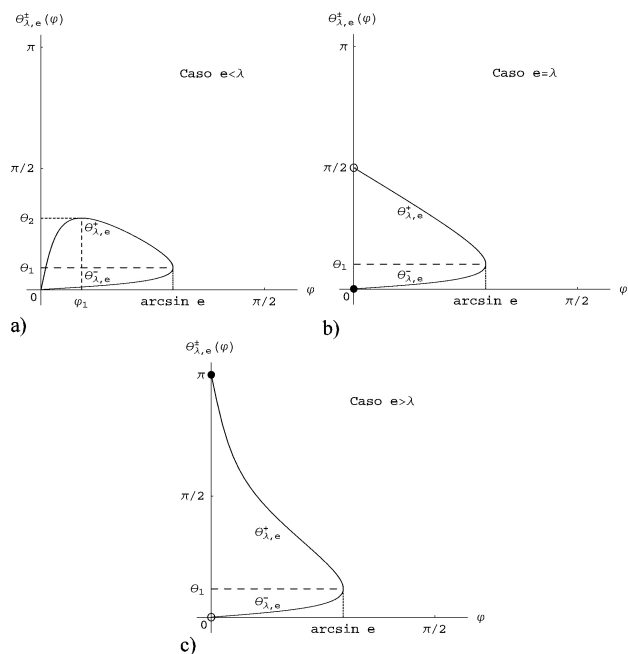 θ±λ,e(φ)
π
Caso e<λ
π/2
θ2
θ+λ,e
θ1
θ-λ,e
0
φ1
arcsin e
π/2
φ
a)
θ±λ,e(φ)
π
Caso e=λ
π/2
θ+λ,e
θ1
θ-λ,e
0
arcsin e
π/2
φ
b)
θ±λ,e(φ)
π
Caso e>λ
π/2
θ+λ,e
θ1
θ-λ,e
0
arcsin e
π/2
φ
c)